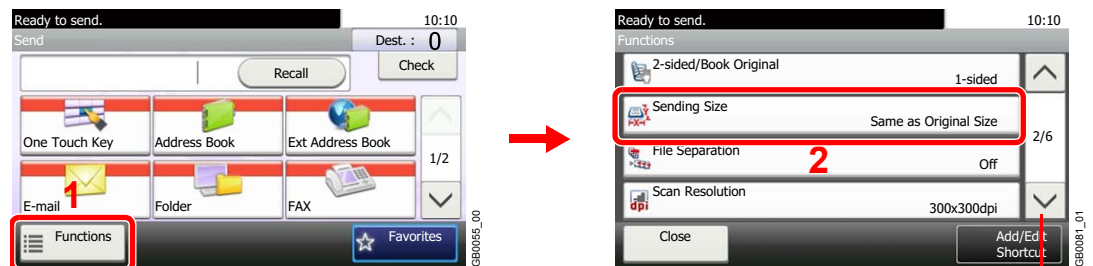 Ready to send.
10:10
Send
Dest. : 0
Recall
Check
One Touch Key
Address Book
Ext Address Book
1/2
E-mail
1
Folder
FAX
Functions
Favorites
GB0055_00
Ready to send.
10:10
Functions
2-sided/Book Original
1-sided
Sending Size
Same as Original Size
2/6
File Separation
2
Off
dpi
Scan Resolution
300x300dpi
Close
Add/Edit
Shortcut
GB0081_01